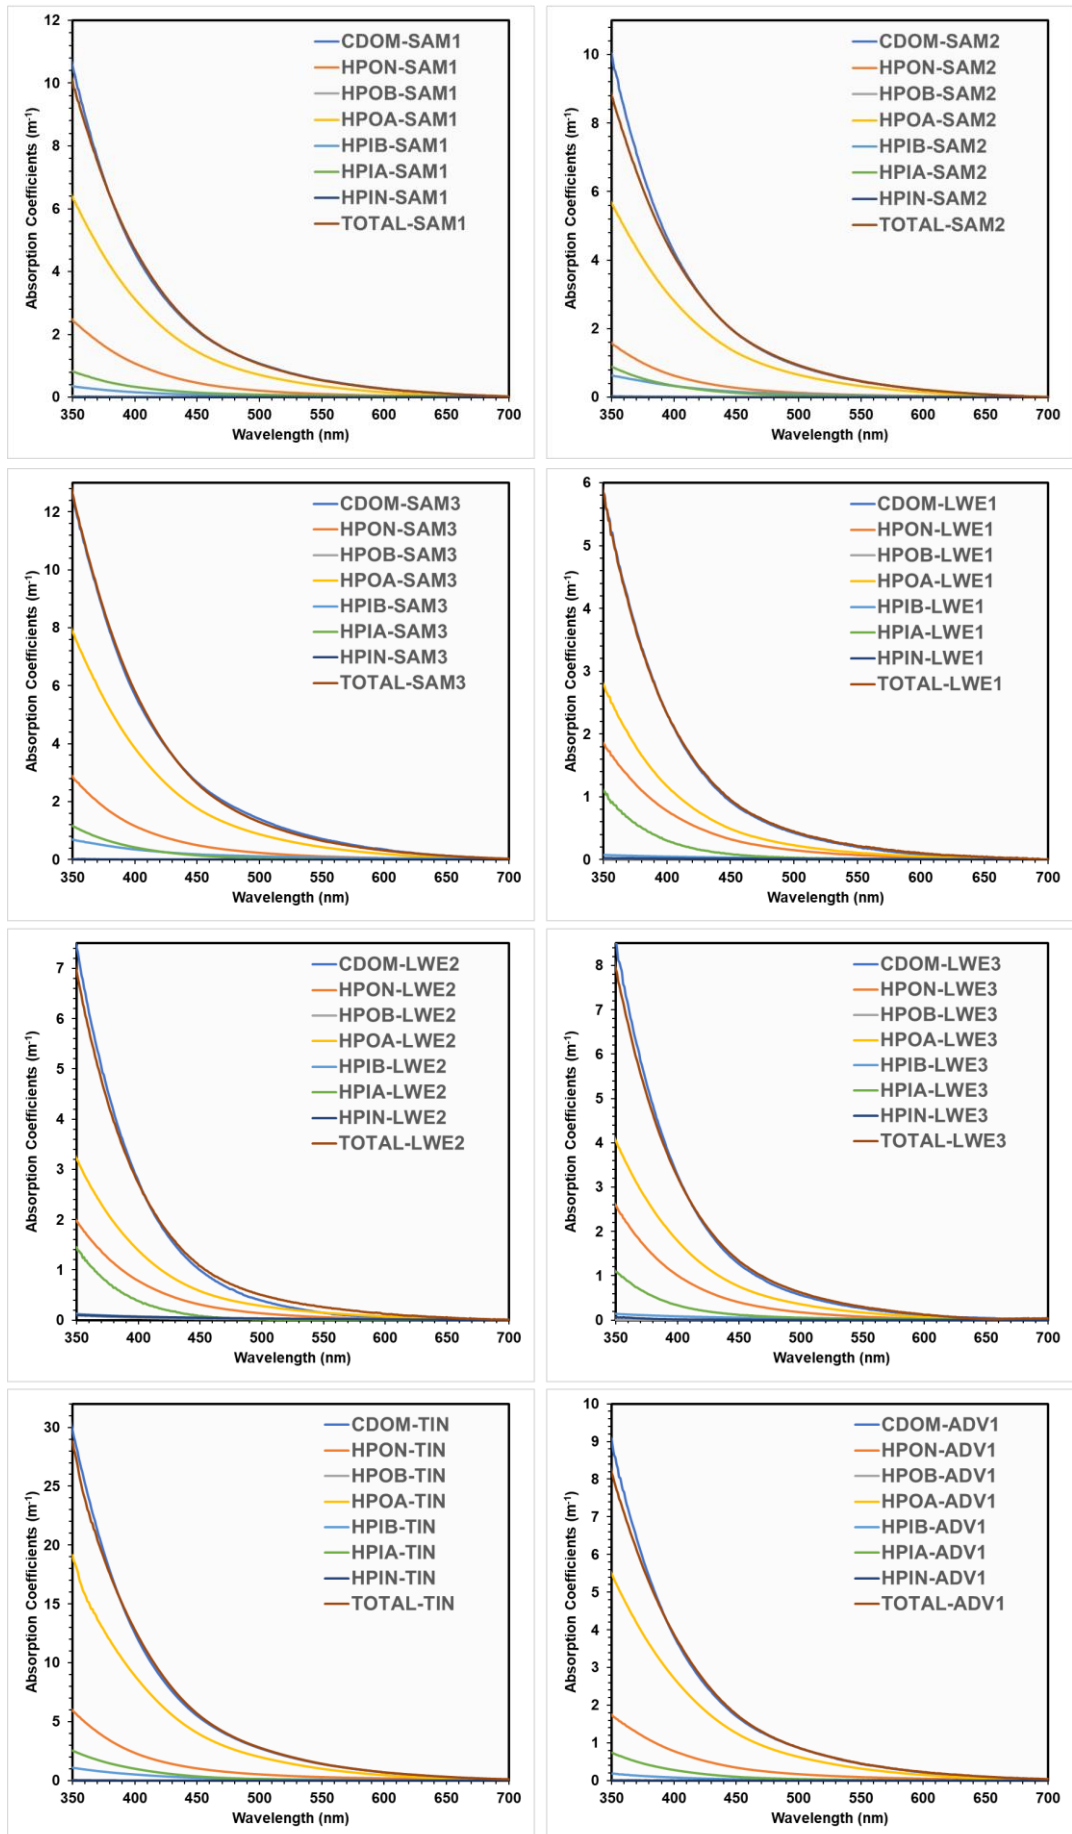 12
10
8
6
4
2
0
Absorption Coefficients (m⁻¹)
CDOM-SAM1
HPON-SAM1
HPOB-SAM1
HPOA-SAM1
HPIB-SAM1
HPIA-SAM1
HPIN-SAM1
TOTAL-SAM1
350 400 450 500 550 600 650 700
Wavelength (nm)
10
8
6
4
2
0
Absorption Coefficients (m⁻¹)
CDOM-SAM2
HPON-SAM2
HPOB-SAM2
HPOA-SAM2
HPIB-SAM2
HPIA-SAM2
HPIN-SAM2
TOTAL-SAM2
350 400 450 500 550 600 650 700
Wavelength (nm)
12
10
8
6
4
2
0
Absorption Coefficients (m⁻¹)
CDOM-SAM3
HPON-SAM3
HPOB-SAM3
HPOA-SAM3
HPIB-SAM3
HPIA-SAM3
HPIN-SAM3
TOTAL-SAM3
350 400 450 500 550 600 650 700
Wavelength (nm)
6
5
4
3
2
1
0
Absorption Coefficients (m⁻¹)
CDOM-LWE1
HPON-LWE1
HPOB-LWE1
HPOA-LWE1
HPIB-LWE1
HPIA-LWE1
HPIN-LWE1
TOTAL-LWE1
350 400 450 500 550 600 650 700
Wavelength (nm)
7
6
5
4
3
2
1
0
Absorption Coefficients (m⁻¹)
CDOM-LWE2
HPON-LWE2
HPOB-LWE2
HPOA-LWE2
HPIB-LWE2
HPIA-LWE2
HPIN-LWE2
TOTAL-LWE2
350 400 450 500 550 600 650 700
Wavelength (nm)
8
7
6
5
4
3
2
1
0
Absorption Coefficients (m⁻¹)
CDOM-LWE3
HPON-LWE3
HPOB-LWE3
HPOA-LWE3
HPIB-LWE3
HPIA-LWE3
HPIN-LWE3
TOTAL-LWE3
350 400 450 500 550 600 650 700
Wavelength (nm)
30
25
20
15
10
5
0
Absorption Coefficients (m⁻¹)
CDOM-TIN
HPON-TIN
HPOB-TIN
HPOA-TIN
HPIB-TIN
HPIA-TIN
HPIN-TIN
TOTAL-TIN
350 400 450 500 550 600 650 700
Wavelength (nm)
10
9
8
7
6
5
4
3
2
1
0
Absorption Coefficients (m⁻¹)
CDOM-ADV1
HPON-ADV1
HPOB-ADV1
HPOA-ADV1
HPIB-ADV1
HPIA-ADV1
HPIN-ADV1
TOTAL-ADV1
350 400 450 500 550 600 650 700
Wavelength (nm)